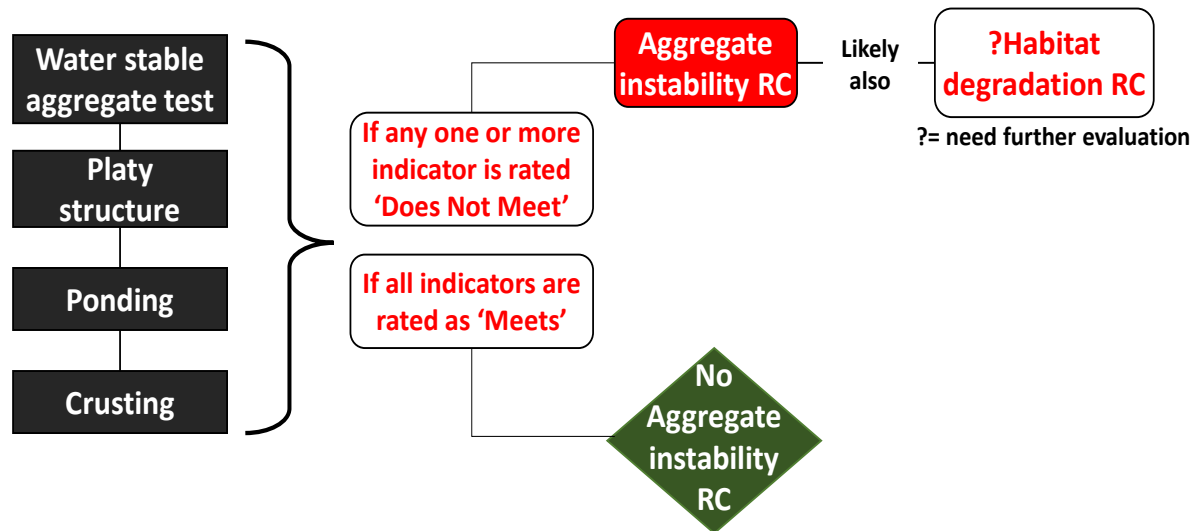 Water stable
aggregate test
Platy
structure
Ponding
Crusting
If any one or more
indicator is rated
‘Does Not Meet’
If all indicators are
rated as ‘Meets’
Aggregate
instability RC
Likely
also
?Habitat
degradation RC
?= need further evaluation
No
Aggregate
instability
RC